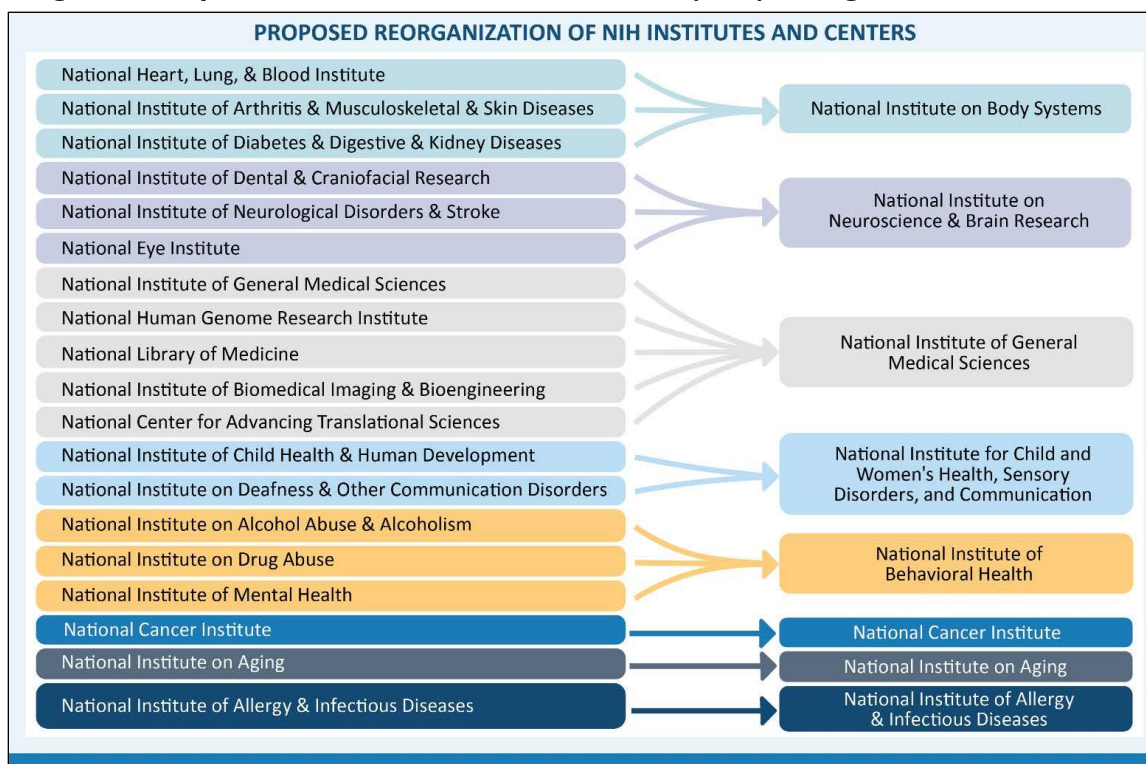 PROPOSED REORGANIZATION OF NIH INSTITUTES AND CENTERS
National Heart, Lung, & Blood Institute
National Institute of Arthritis & Musculoskeletal & Skin Diseases
National Institute of Diabetes & Digestive & Kidney Diseases
National Institute on Body Systems
National Institute of Dental & Craniofacial Research
National Institute of Neurological Disorders & Stroke
National Eye Institute
National Institute on
Neuroscience & Brain Research
National Institute of General Medical Sciences
National Human Genome Research Institute
National Library of Medicine
National Institute of Biomedical Imaging & Bioengineering
National Center for Advancing Translational Sciences
National Institute of General
Medical Sciences
National Institute of Child Health & Human Development
National Institute on Deafness & Other Communication Disorders
National Institute for Child and
Women's Health, Sensory
Disorders, and Communication
National Institute on Alcohol Abuse & Alcoholism
National Institute on Drug Abuse
National Institute of Mental Health
National Institute of
Behavioral Health
National Cancer Institute
National Cancer Institute
National Institute on Aging
National Institute on Aging
National Institute of Allergy & Infectious Diseases
National Institute of Allergy
& Infectious Diseases